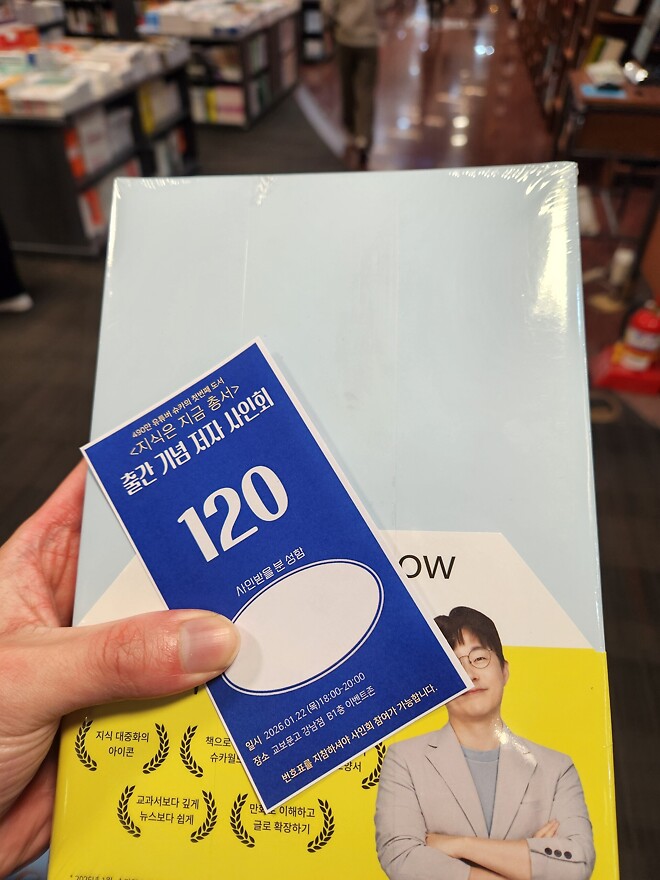 490만 유튜버 슈카의 첫번째 도서
<지식은 지금 총서>
출간 기념 저자 사인회
120
사인받을 분 성함
일시 2026.01.22.(목)18:00-20:00
장소 교보문고 강남점 B1층 이벤트존
번호표를 지참하셔야 사인회 참여가 가능합니다.
ow
지식 대중화의
아이콘
책으로
슈카월드
양서
교과서보다 깊게
뉴스보다 쉽게
이해하고
글로 확장하기